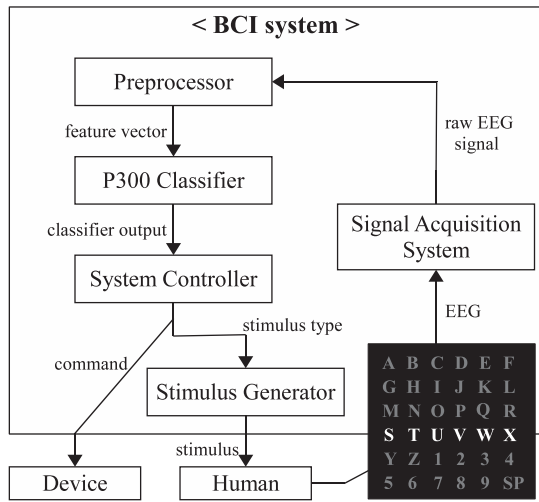 < BCI system >
Preprocessor
feature vector
raw EEG
signal
P300 Classifier
classifier output
Signal Acquisition
System
System Controller
EEG
stimulus type
command
Stimulus Generator
A B C D E F
G H I J K L
M N O P Q R
S T U V W X
Y Z 1 2 3 4
5 6 7 8 9 SP
stimulus
Device
Human